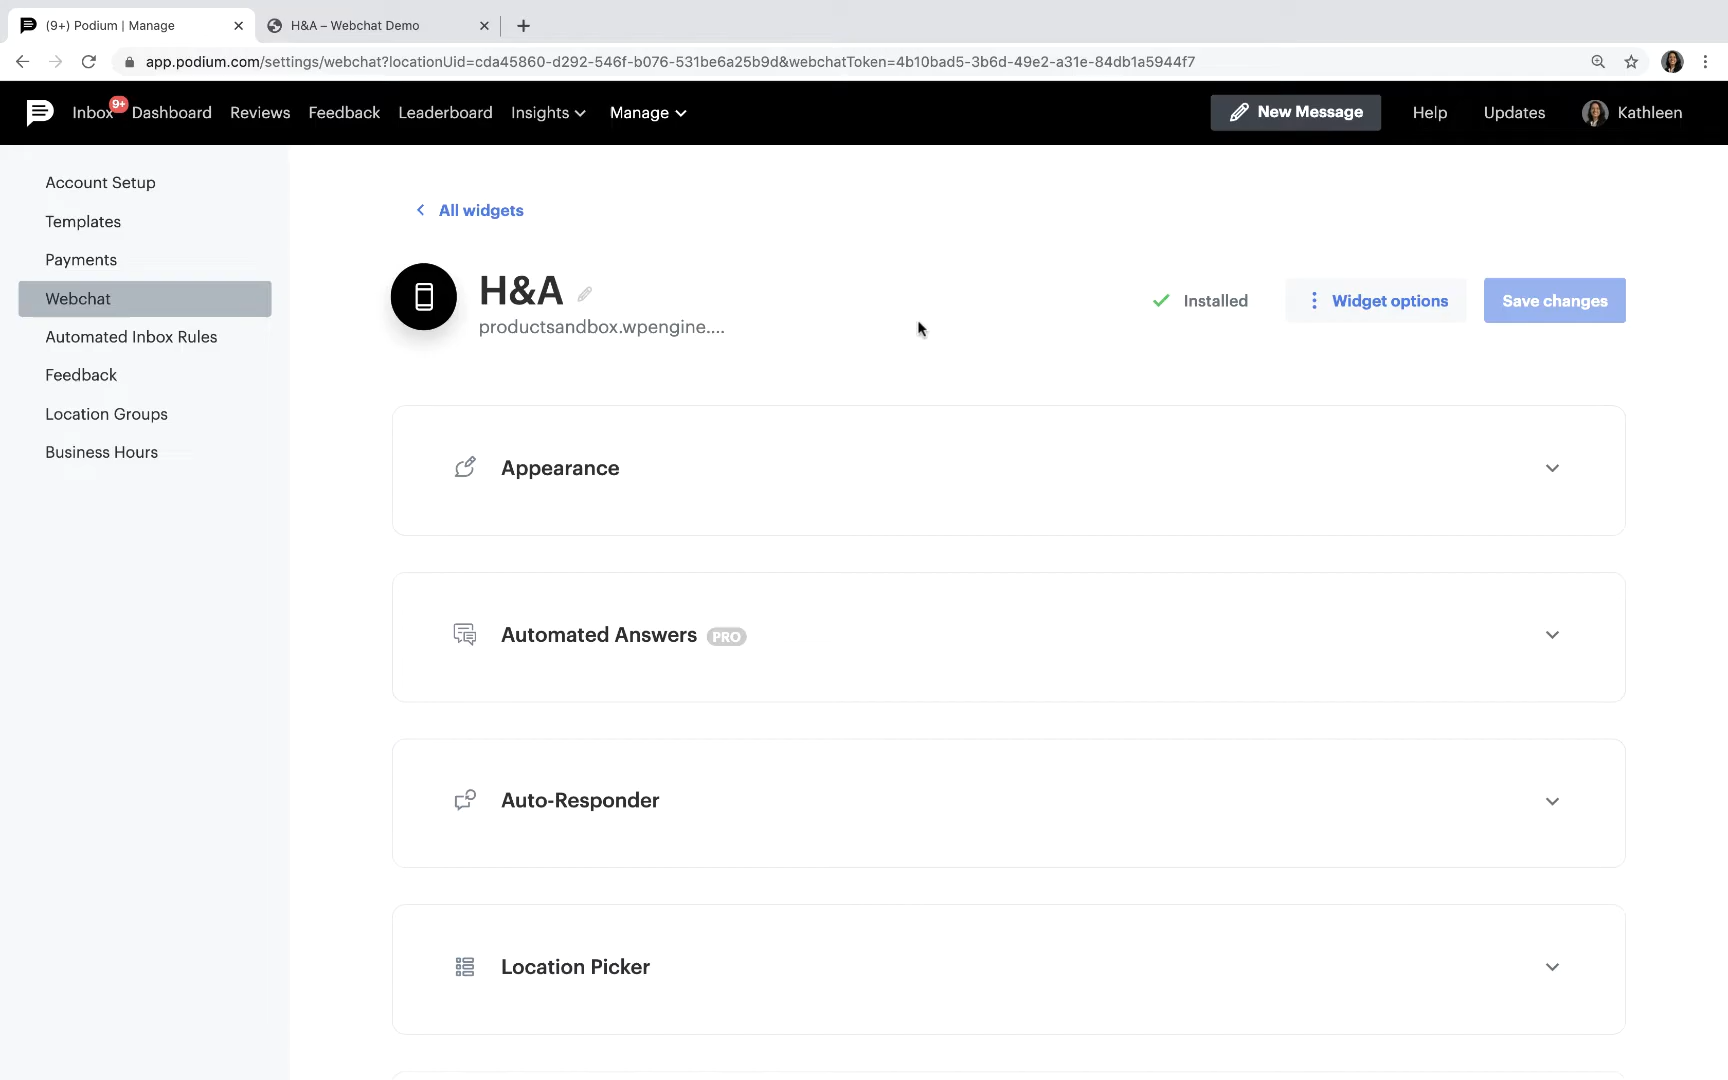 (9+) Podium | Manage
H&A – Webchat Demo
app.podium.com/settings/webchat?locationUid=cda45860-d292-546f-b076-531be6a25b9d&webchatToken=4b10bad5-3b6d-49e2-a31e-84db1a5944f7
Inbox 9+ Dashboard Reviews Feedback Leaderboard Insights Manage New Message Help Updates Kathleen
Account Setup
Templates
Payments
Webchat
Automated Inbox Rules
Feedback
Location Groups
Business Hours
All widgets
H&A
productsandbox.wpengine....
Installed
Widget options
Save changes
Appearance
Automated Answers PRO
Auto-Responder
Location Picker